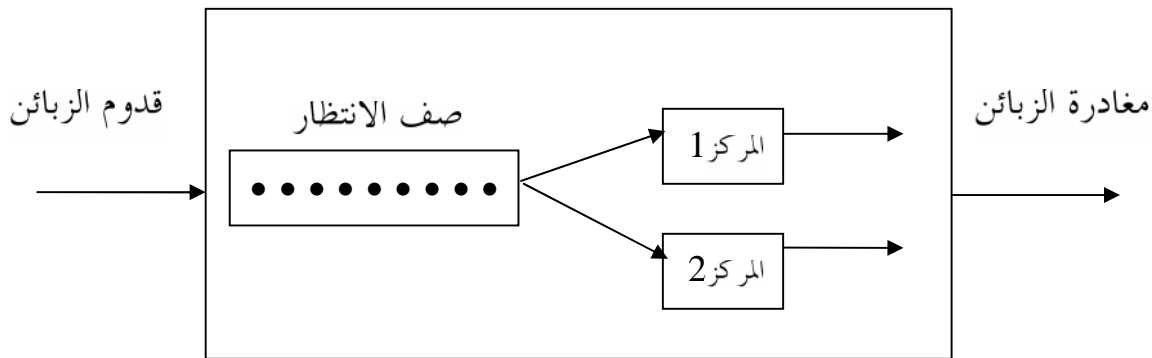 قدوم الزبائن
صف الانتظار
مغادرة الزبائن
المركز1
المركز2